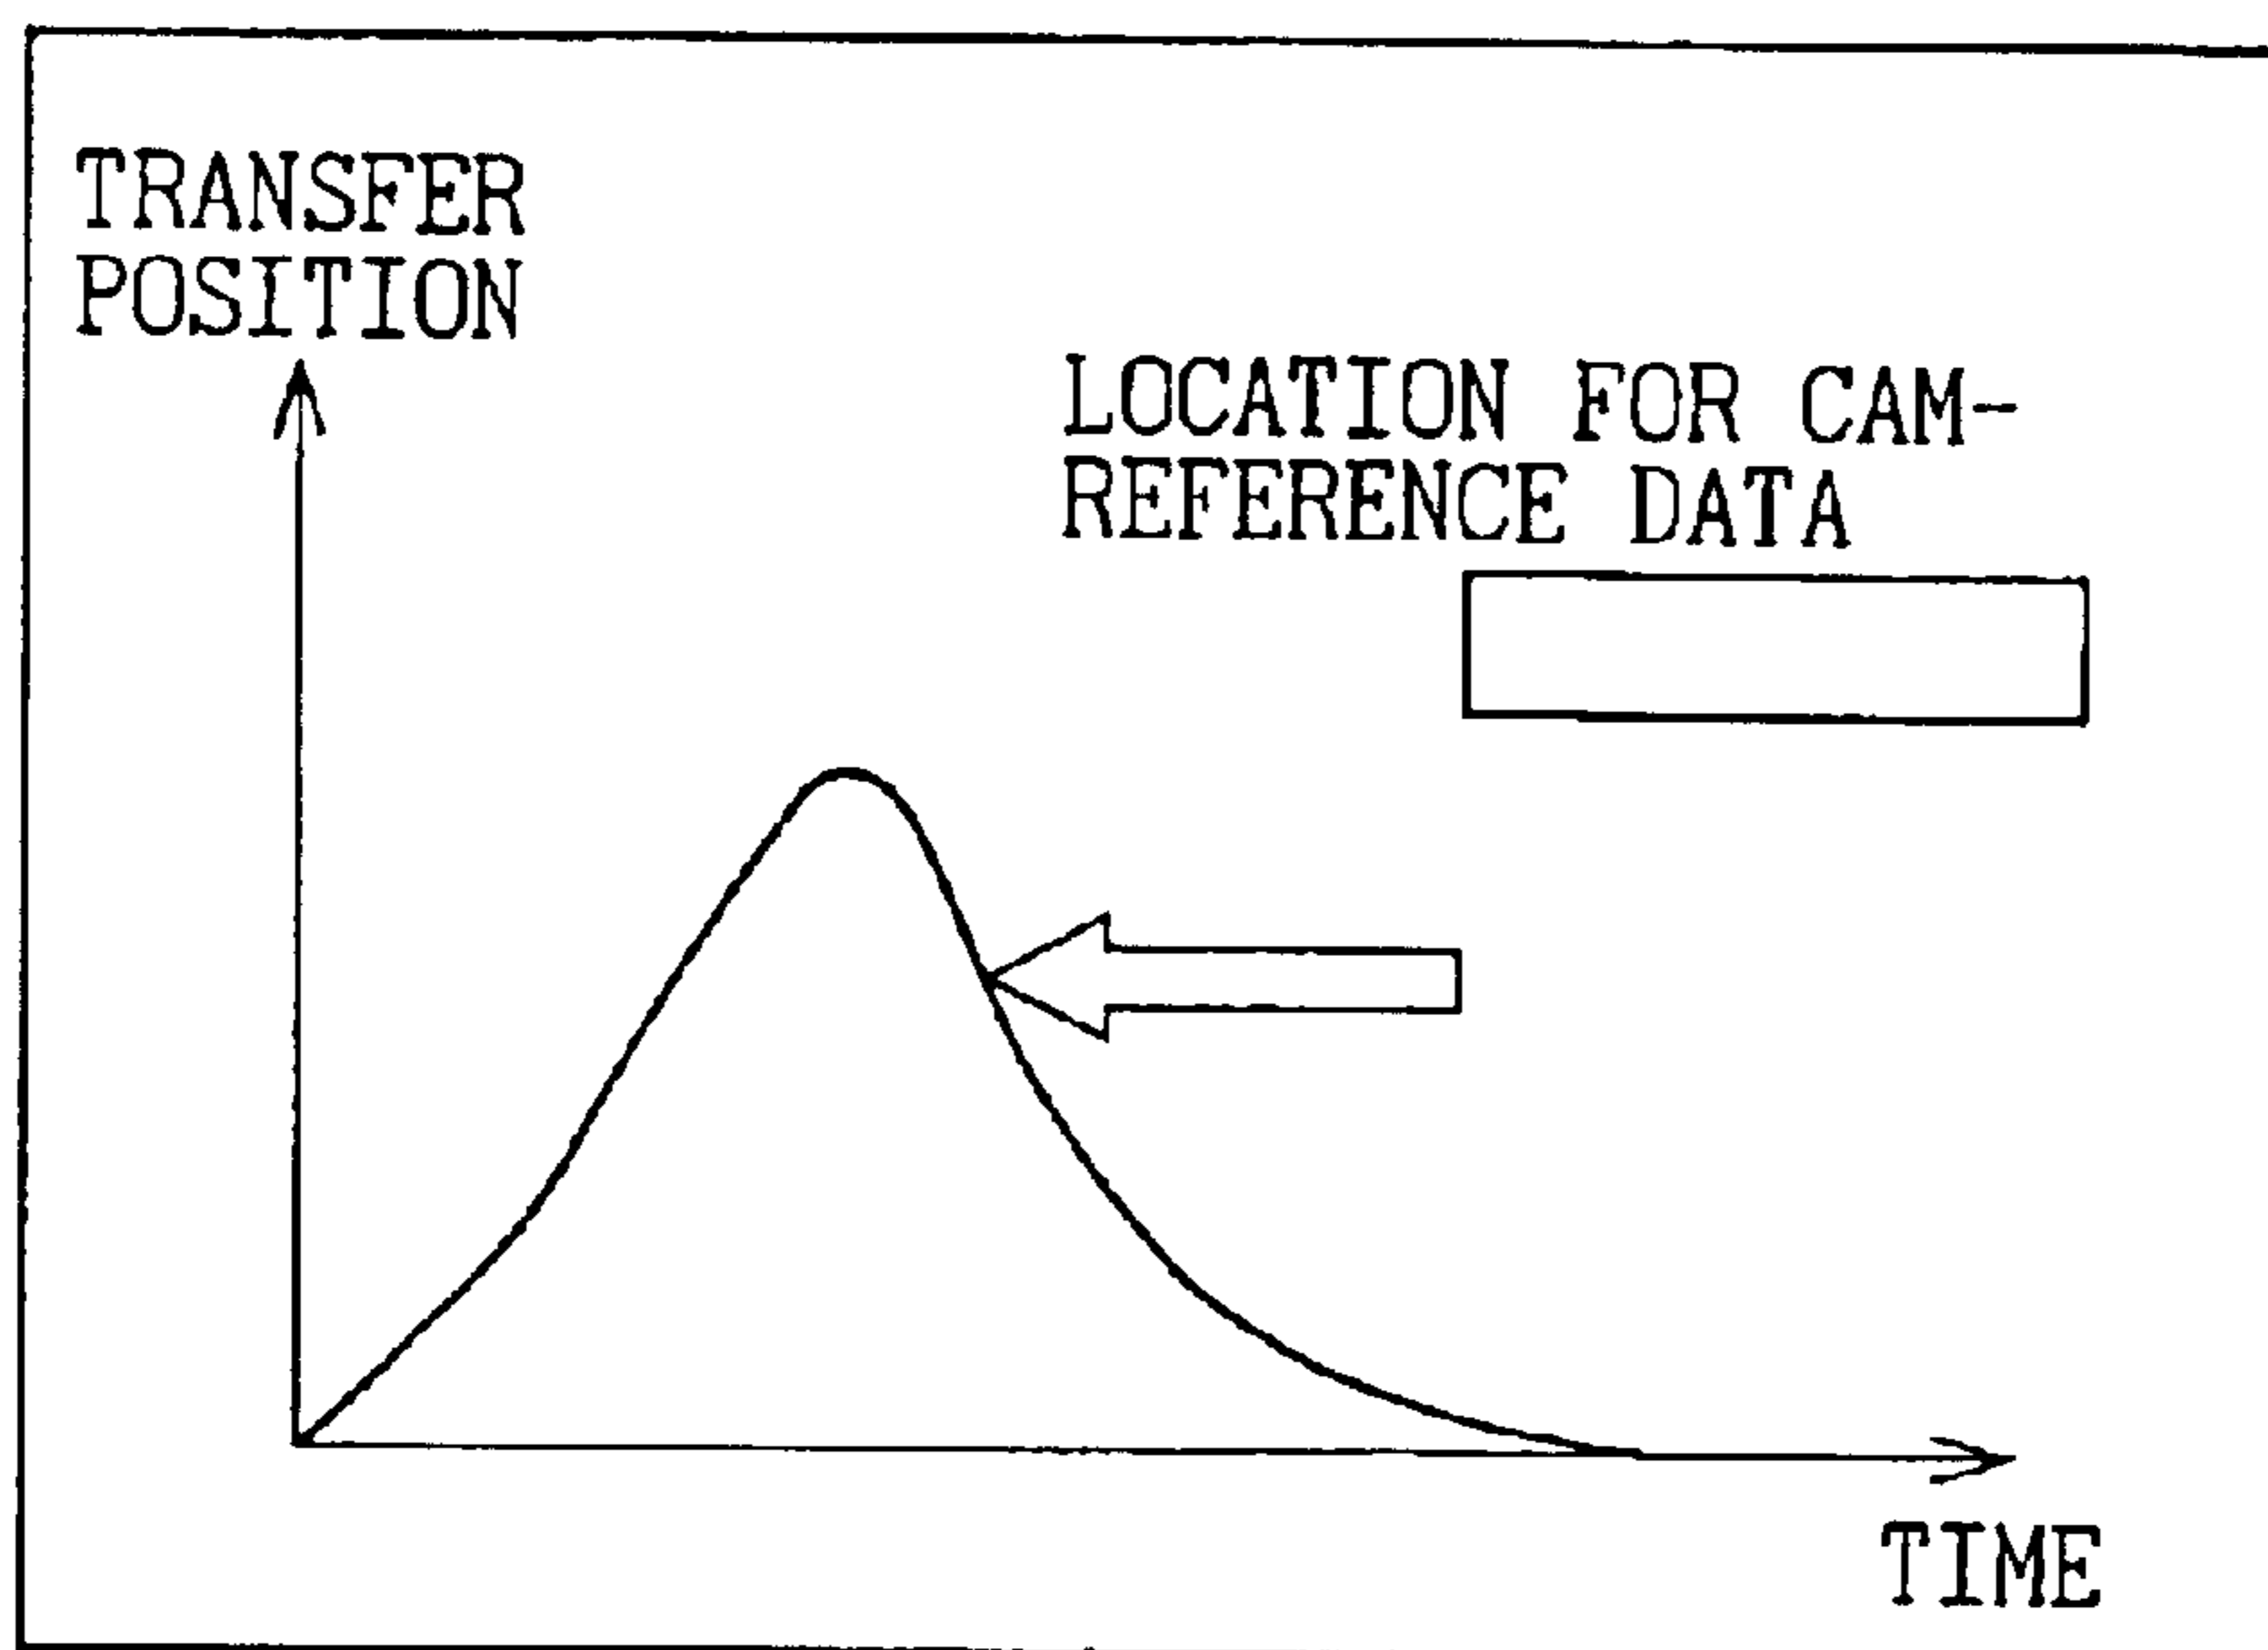 TRANSFER
POSITION
LOCATION FOR CAM-
REFERENCE DATA
TIME